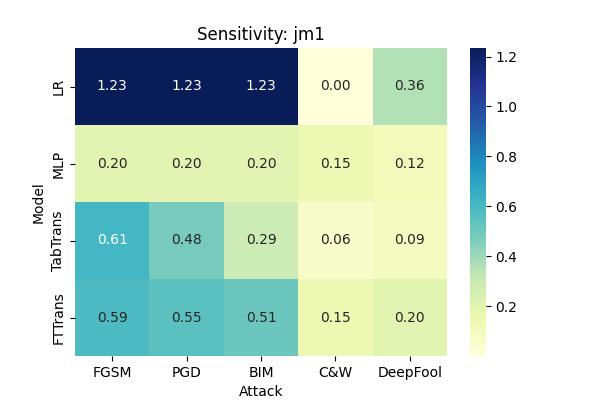 Sensitivity: jm1
Model
LR
1.23 1.23 1.23 0.00 0.36
MLP
0.20 0.20 0.20 0.15 0.12
TabTrans
0.61 0.48 0.29 0.06 0.09
FTTrans
0.59 0.55 0.51 0.15 0.20
FGSM PGD BIM C&W DeepFool
Attack
1.2
1.0
0.8
0.6
0.4
0.2